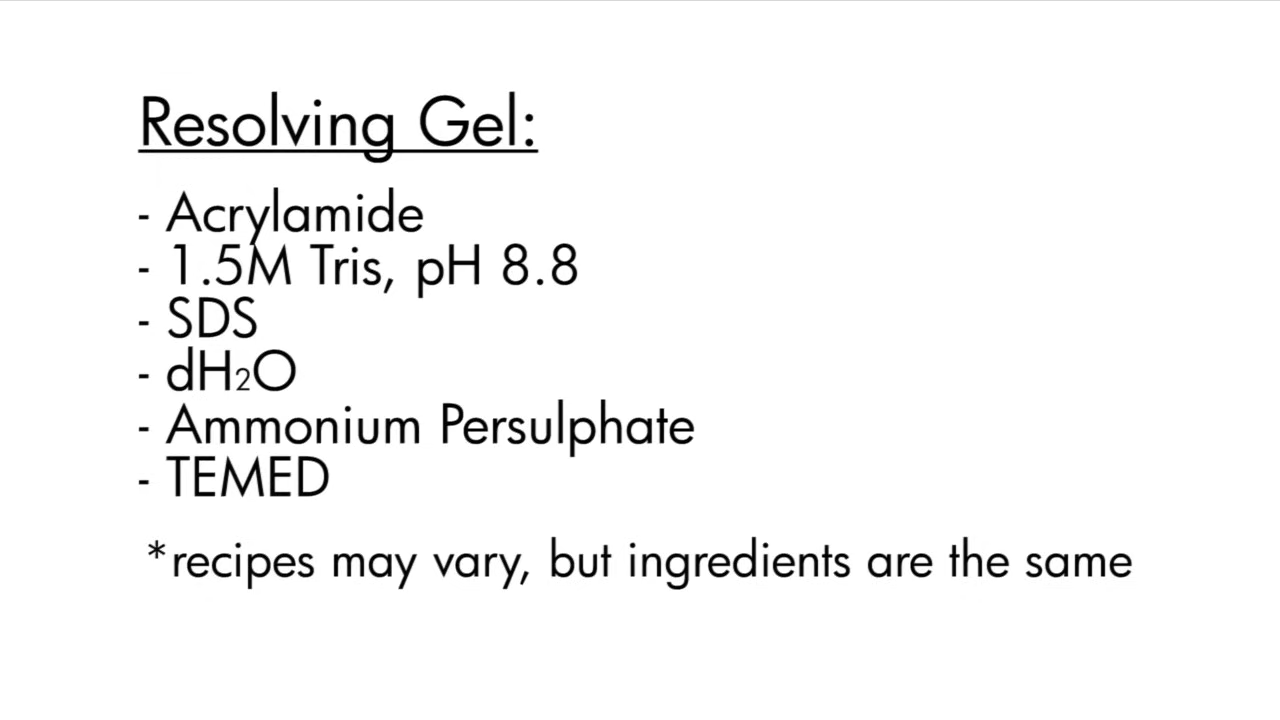 Resolving Gel:
- Acrylamide
- 1.5M Tris, pH 8.8
- SDS
- dH₂O
- Ammonium Persulphate
- TEMED
*recipes may vary, but ingredients are the same